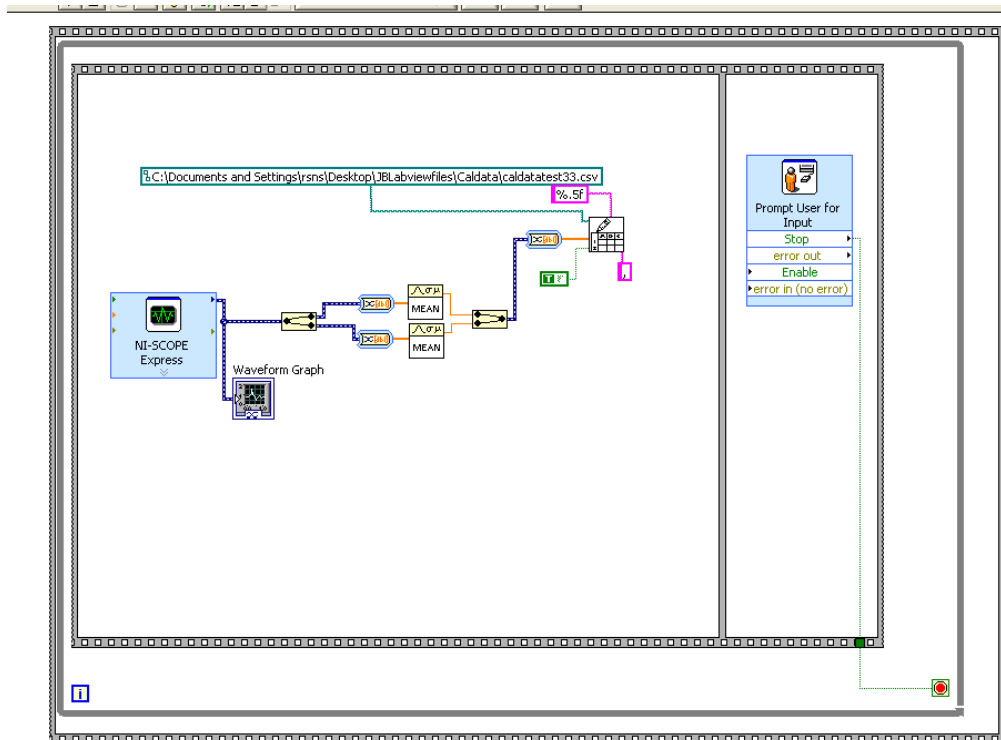 C:\Documents and Settings\rsns\Desktop\JBLabviewfiles\Caldata\caldatatest33.csv
%.5f
Prompt User for
Input
Stop
error out
Enable
error in (no error)
T
,
MEAN
MEAN
NI-SCOPE
Express
Waveform Graph
i